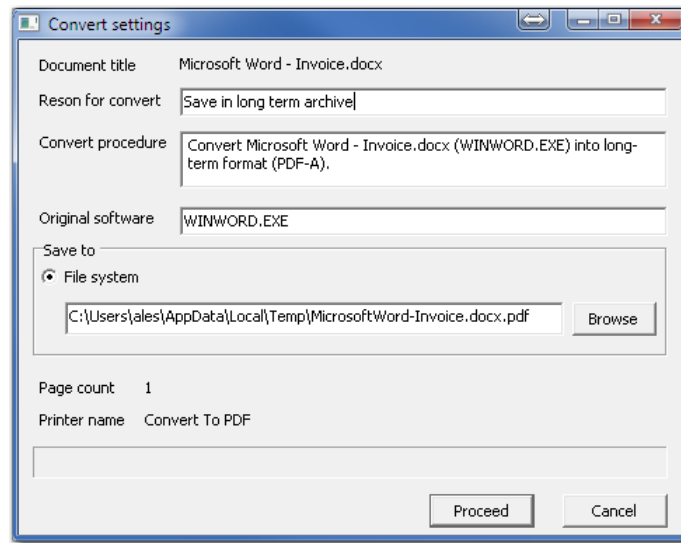 Convert settings
Document title Microsoft Word - Invoice.docx
Reson for convert Save in long term archive
Convert procedure Convert Microsoft Word - Invoice.docx (WINWORD.EXE) into long-
term format (PDF-A).
Original software WINWORD.EXE
Save to
File system
C:\Users\ales\AppData\Local\Temp\MicrosoftWord-Invoice.docx.pdf Browse
Page count 1
Printer name Convert To PDF
Proceed Cancel